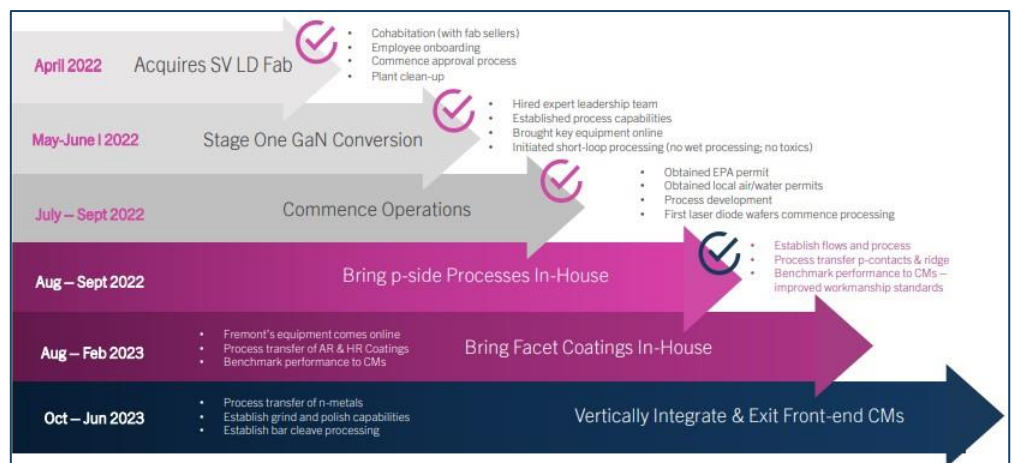 April 2022
Acquires SV LD Fab
• Cohabitation (with fab sellers)
• Employee onboarding
• Commence approval process
• Plant clean-up
May-June l 2022
Stage One GaN Conversion
• Hired expert leadership team
• Established process capabilities
• Brought key equipment online
• Initiated short-loop processing (no wet processing; no toxics)
July – Sept 2022
Commence Operations
• Obtained EPA permit
• Obtained local air/water permits
• Process development
• First laser diode wafers commence processing
Aug – Sept 2022
Bring p-side Processes In-House
• Establish flows and process
• Process transfer p-contacts & ridge
• Benchmark performance to CMs –
improved workmanship standards
Aug – Feb 2023
• Fremont's equipment comes online
• Process transfer of AR & HR Coatings
• Benchmark performance to CMs
Bring Facet Coatings In-House
Oct – Jun 2023
• Process transfer of n-metals
• Establish grind and polish capabilities
• Establish bar cleave processing
Vertically Integrate & Exit Front-end CMs